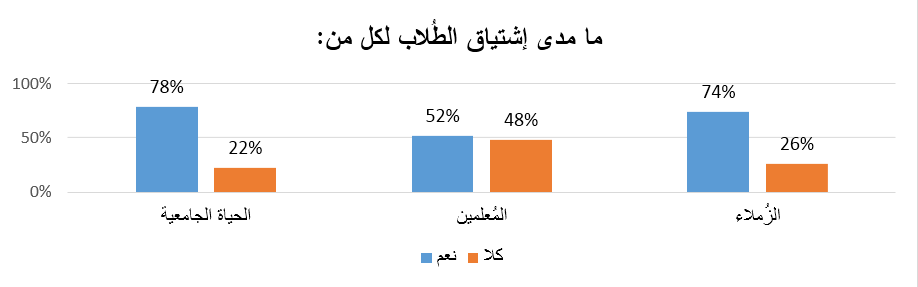 ما مدى إشتياق الطُلاب لكل من:
100%
50%
0%
78%
22%
52%
48%
74%
26%
الحياة الجامعية
المُعلمين
الزُملاء
نعم
كلا